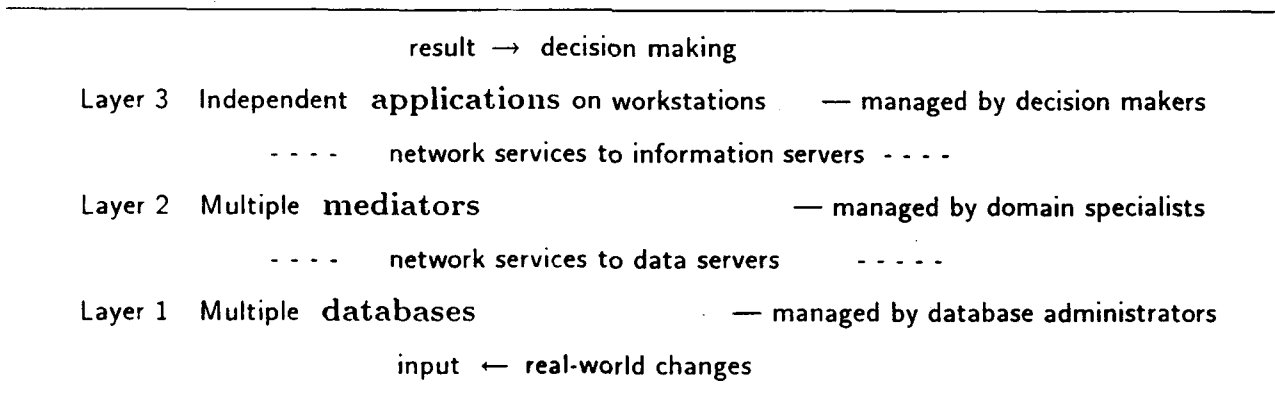 result → decision making
Layer 3 Independent applications on workstations — managed by decision makers
- - - - network services to information servers - - - -
Layer 2 Multiple mediators — managed by domain specialists
- - - - network services to data servers - - - - -
Layer 1 Multiple databases — managed by database administrators
input ← real-world changes